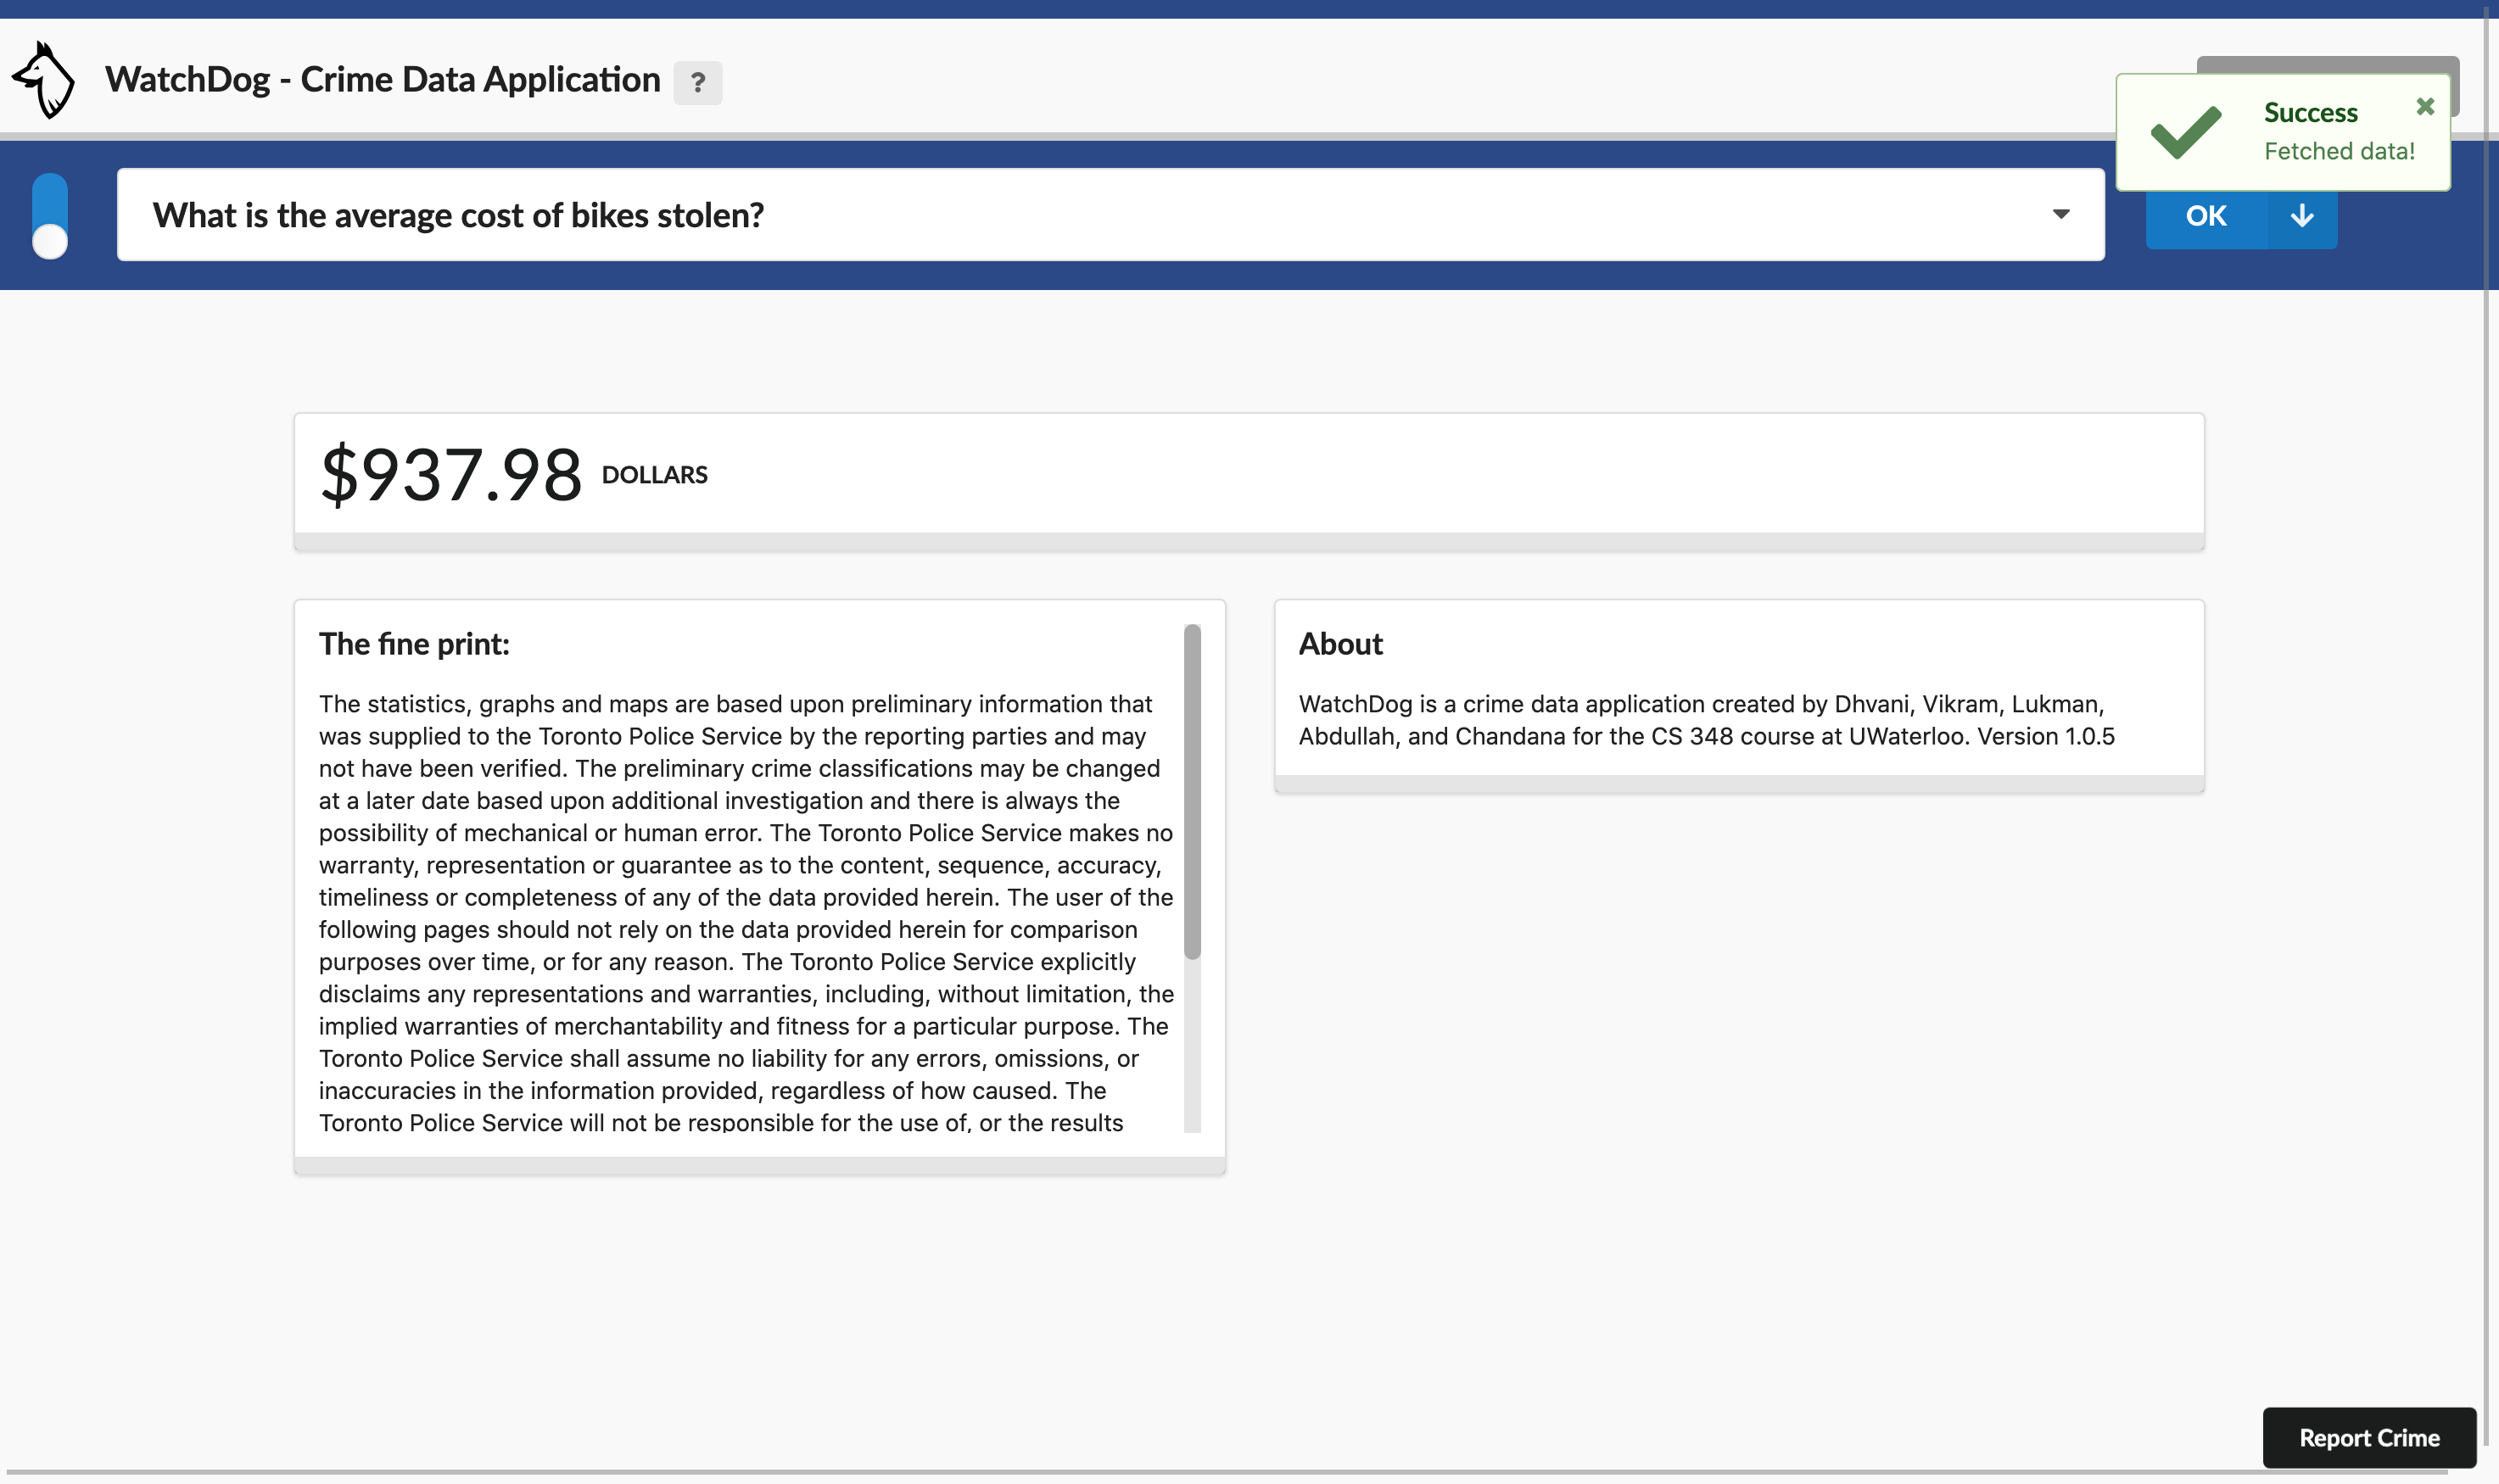 WatchDog - Crime Data Application ?
Success
Fetched data!
What is the average cost of bikes stolen?
OK
$937.98 DOLLARS
The fine print:
The statistics, graphs and maps are based upon preliminary information that
was supplied to the Toronto Police Service by the reporting parties and may
not have been verified. The preliminary crime classifications may be changed
at a later date based upon additional investigation and there is always the
possibility of mechanical or human error. The Toronto Police Service makes no
warranty, representation or guarantee as to the content, sequence, accuracy,
timeliness or completeness of any of the data provided herein. The user of the
following pages should not rely on the data provided herein for comparison
purposes over time, or for any reason. The Toronto Police Service explicitly
disclaims any representations and warranties, including, without limitation, the
implied warranties of merchantability and fitness for a particular purpose. The
Toronto Police Service shall assume no liability for any errors, omissions, or
inaccuracies in the information provided, regardless of how caused. The
Toronto Police Service will not be responsible for the use of, or the results
About
WatchDog is a crime data application created by Dhvani, Vikram, Lukman,
Abdullah, and Chandana for the CS 348 course at UWaterloo. Version 1.0.5
Report Crime